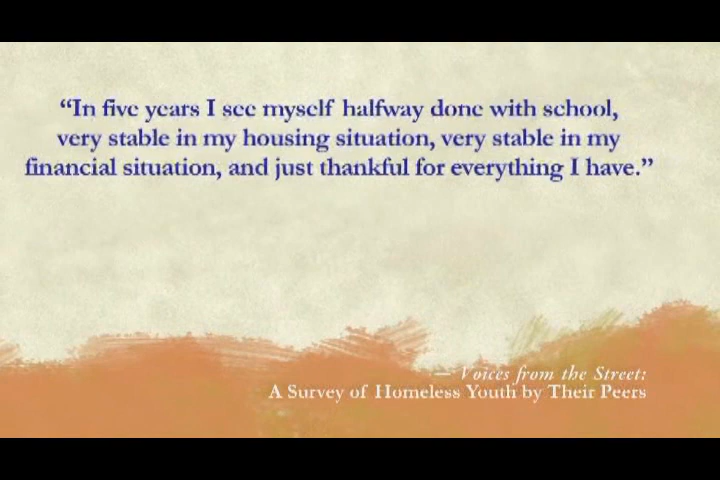 “In five years I see myself halfway done with school,
very stable in my housing situation, very stable in my
financial situation, and just thankful for everything I have.”
— Voices from the Street:
A Survey of Homeless Youth by Their Peers